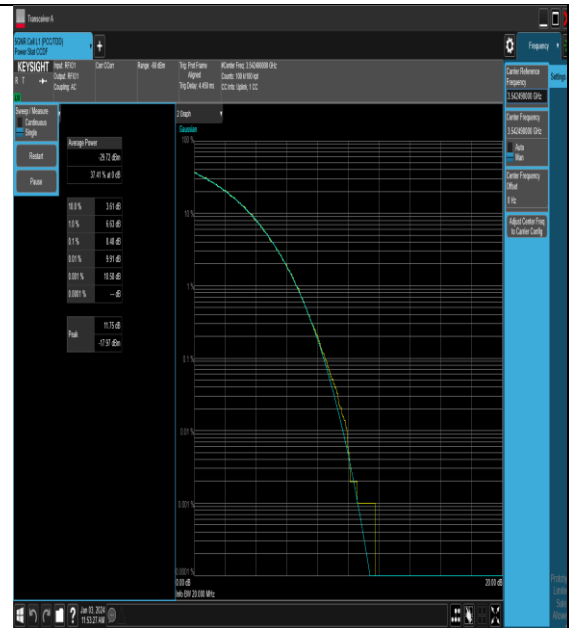 Transceiver A
5GNR Cell L1 (PCC/TDD)
Power Stat CCDF
Frequency
KEYSIGHT
R T
LU
Input: RFIO1
Output: RFIO1
Coupling: AC
Corr CCorr
Range: -98 dBm
Trig: Prd Frame
Aligned
Trig Delay: 4.459 ms
#Center Freq: 3.542490000 GHz
Counts: 100 k/100 kpt
CC Info: Uplink, 1 CC
Sweep / Measure
Continuous
Single
Restart
Pause
Average Power
-29.72 dBm
37.41 % at 0 dB
10.0 % 3.61 dB
1.0 % 6.63 dB
0.1 % 8.48 dB
0.01 % 9.91 dB
0.001 % 10.58 dB
0.0001 % -- dB
Peak 11.75 dB
-17.97 dBm
2 Graph
Gaussian
100 %
10 %
1 %
0.1 %
0.01 %
0.001 %
0.0001 %
0.00 dB
20.00 dB
Info BW 20.000 MHz
Carrier Reference
Frequency
3.542490000 GHz
Center Frequency
3.542490000 GHz
Auto
Man
Center Frequency
Offset
0 Hz
Adjust Center Freq
to Carrier Config
Settings
Jan 03, 2024
11:53:27 AM